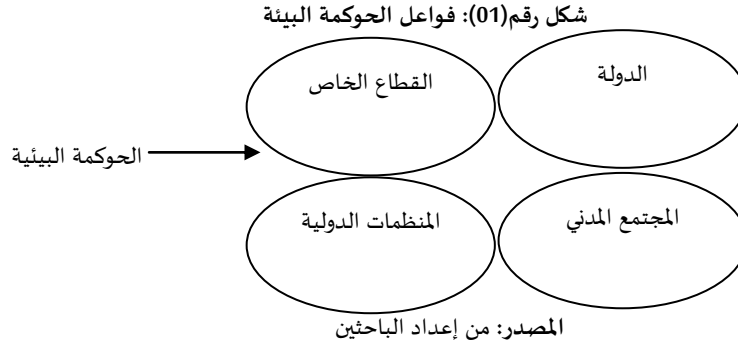 شكل رقم(01): فواعل الحوكمة البيئة
الدولة
القطاع الخاص
الحوكمة البيئية
المجتمع المدني
المنظمات الدولية
المصدر: من إعداد الباحثين